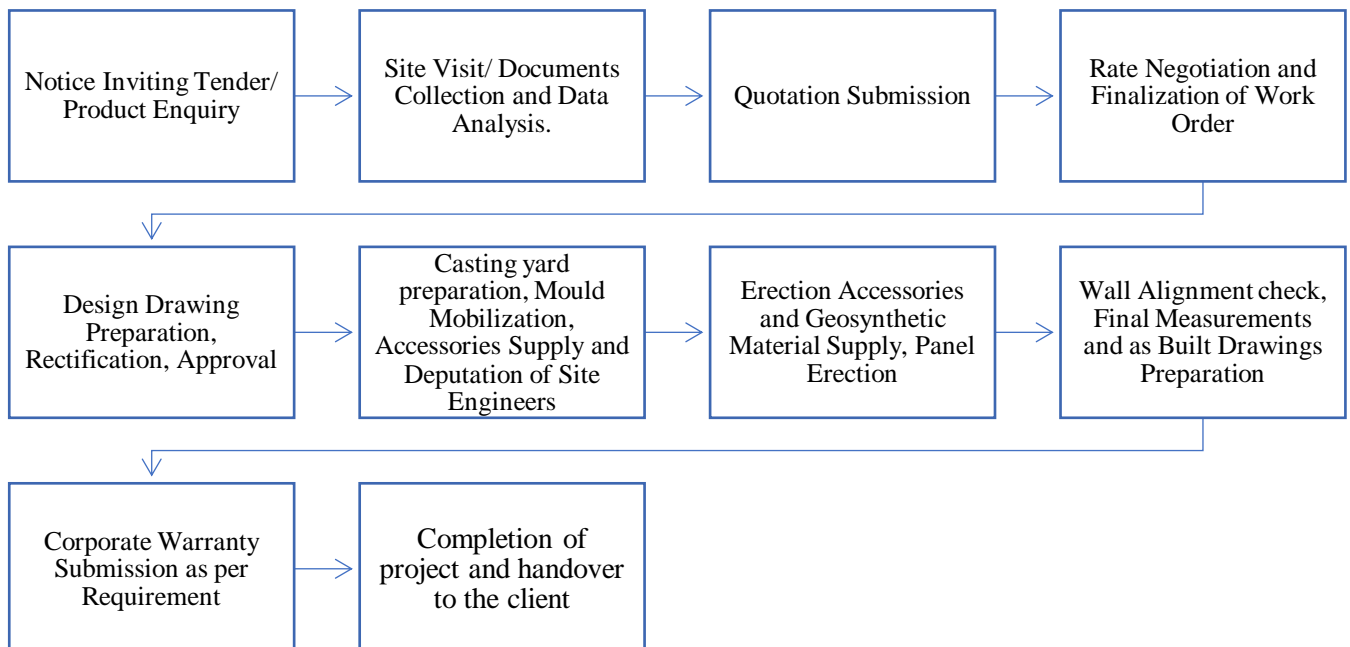 Notice Inviting Tender/
Product Enquiry
Site Visit/ Documents
Collection and Data
Analysis.
Quotation Submission
Rate Negotiation and
Finalization of Work
Order
Design Drawing
Preparation,
Rectification, Approval
Casting yard
preparation, Mould
Mobilization,
Accessories Supply and
Deputation of Site
Engineers
Erection Accessories
and Geosynthetic
Material Supply, Panel
Erection
Wall Alignment check,
Final Measurements
and as Built Drawings
Preparation
Corporate Warranty
Submission as per
Requirement
Completion of
project and handover
to the client